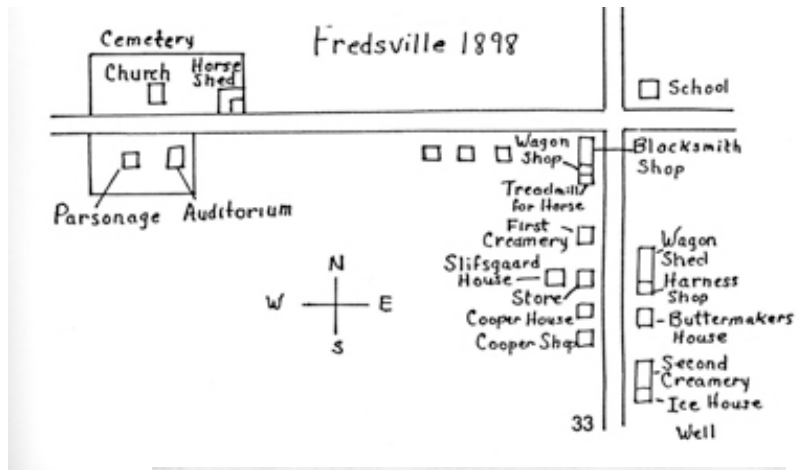 Fredsville 1898
Cemetery
Church
Horse
Shed
School
Parsonage
Auditorium
Wagon
Shop
Blacksmith
Shop
Treadmill
for Horse
First
Creamery
Slifsgaard
House
Store
Cooper House
Cooper Shop
Wagon
Shed
Harness
Shop
Buttermakers
House
Second
Creamery
Ice House
Well
N
W
E
S
33